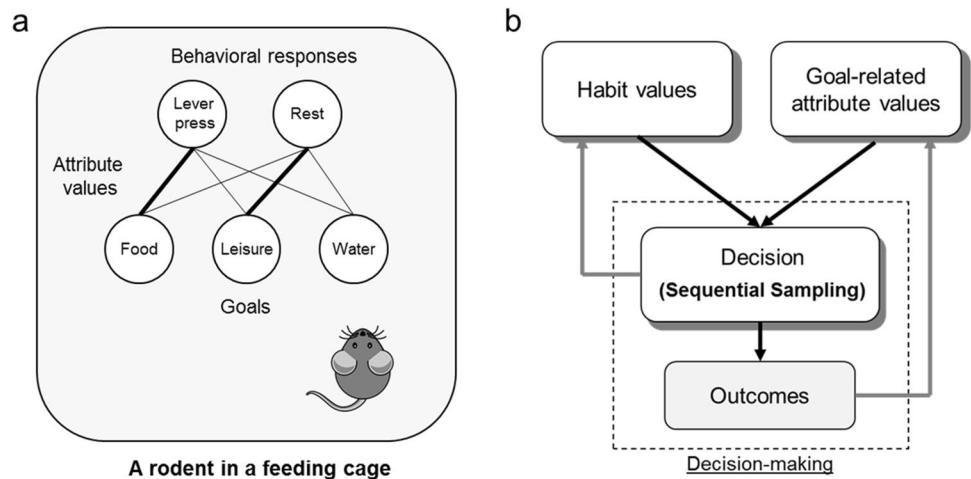 a
Behavioral responses
Lever
press
Rest
Attribute
values
Food
Leisure
Water
Goals
A rodent in a feeding cage
b
Habit values
Goal-related
attribute values
Decision
(Sequential Sampling)
Outcomes
Decision-making